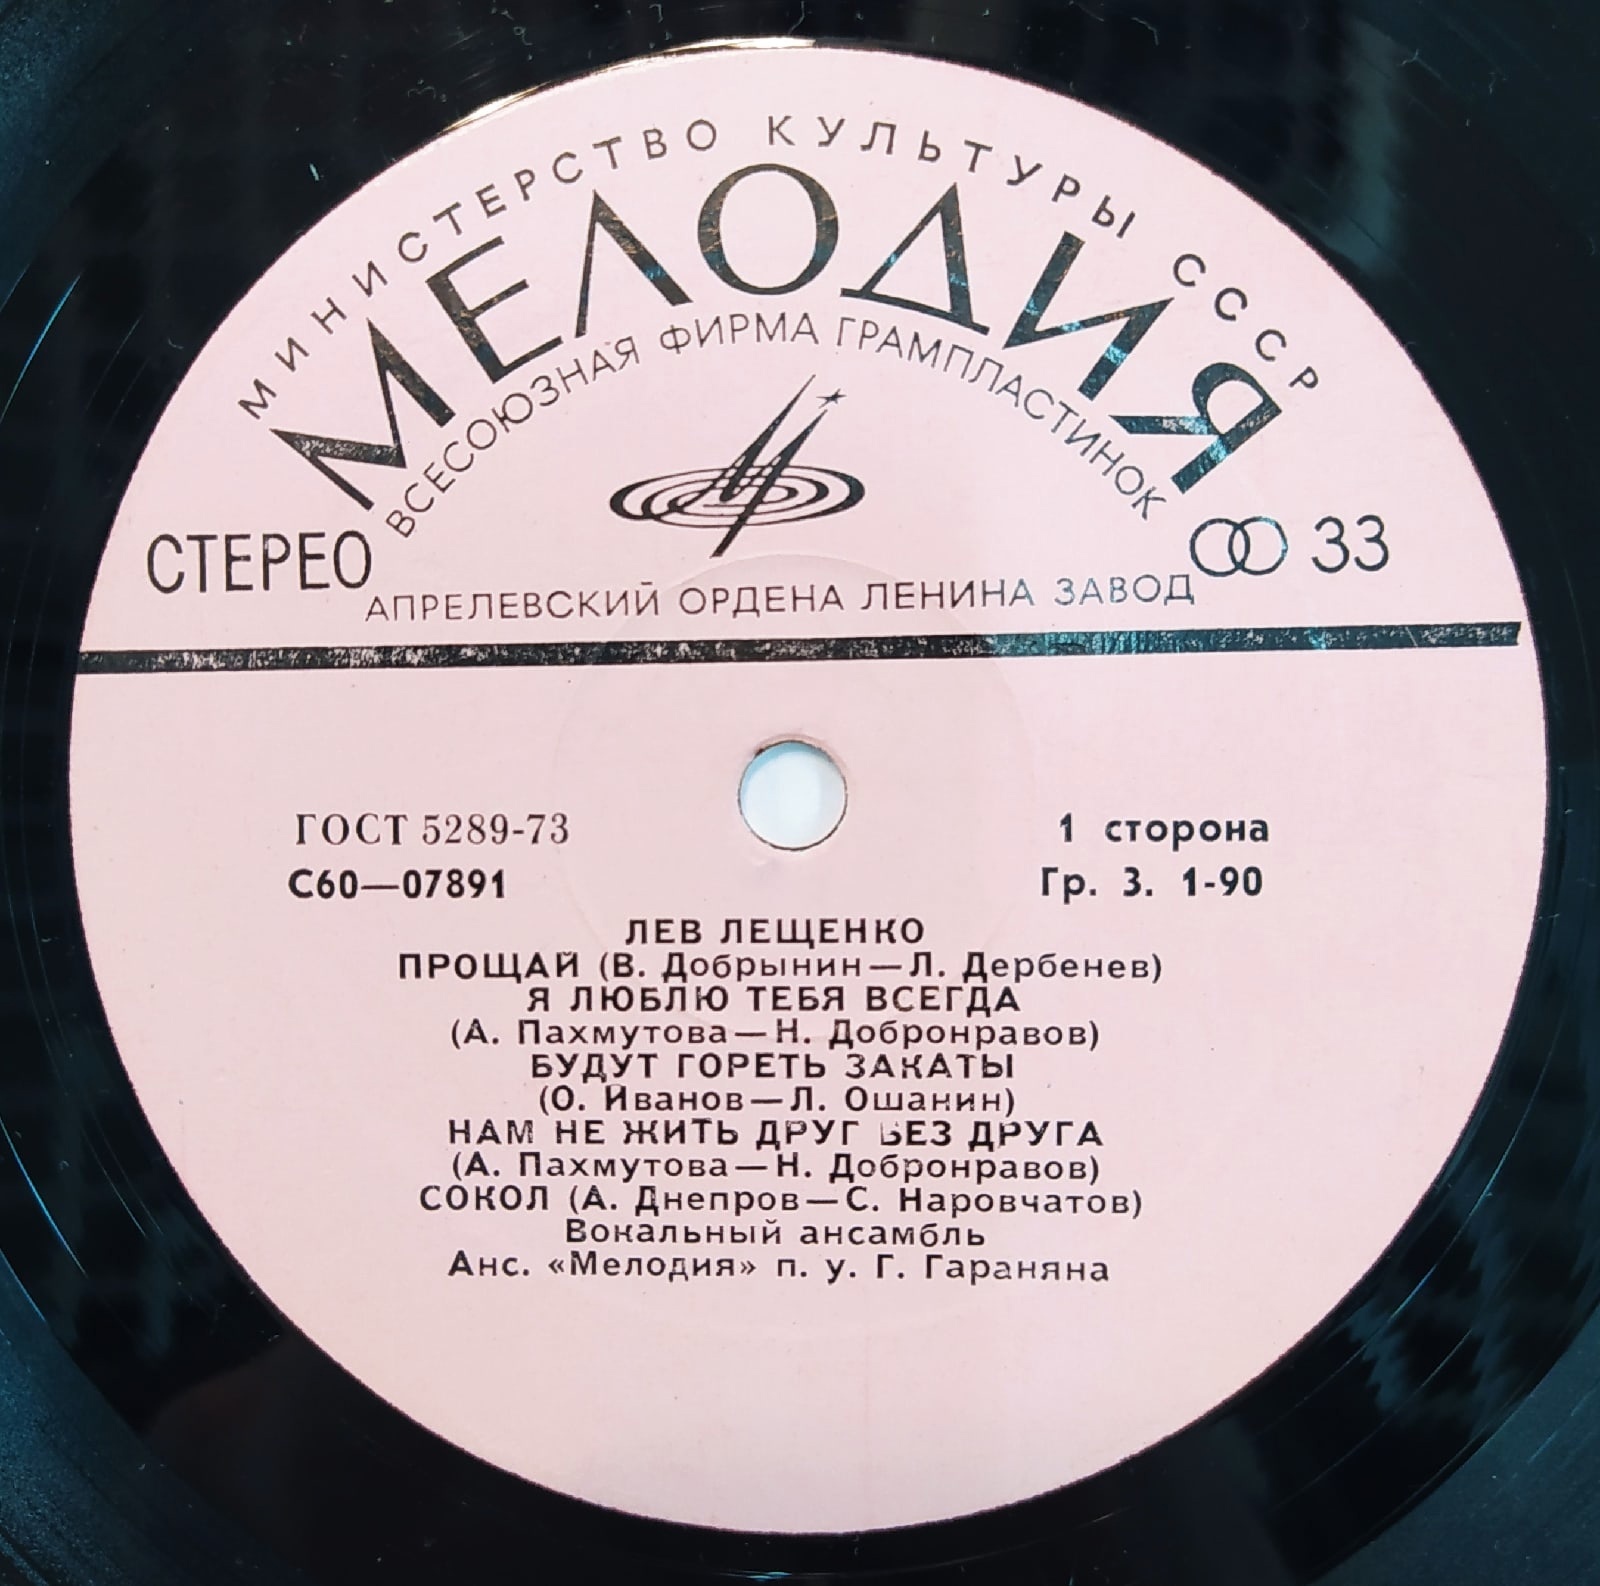 МИНИСТЕРСТВО КУЛЬТУРЫ СССР
МЕЛОДИЯ
ВСЕСОЮЗНАЯ ФИРМА ГРАМПЛАСТИНОК
СТЕРЕО
33
АПРЕЛЕВСКИЙ ОРДЕНА ЛЕНИНА ЗАВОД
ГОСТ 5289-73
1 сторона
С60—07891
Гр. 3. 1-90
ЛЕВ ЛЕЩЕНКО
ПРОЩАЙ (В. Добрынин—Л. Дербенев)
Я ЛЮБЛЮ ТЕБЯ ВСЕГДА
(А. Пахмутова—Н. Добронравов)
БУДУТ ГОРЕТЬ ЗАКАТЫ
(О. Иванов—Л. Ошанин)
НАМ НЕ ЖИТЬ ДРУГ БЕЗ ДРУГА
(А. Пахмутова—Н. Добронравов)
СОКОЛ (А. Днепров—С. Наровчатов)
Вокальный ансамбль
Анс. «Мелодия» п. у. Г. Гараняна